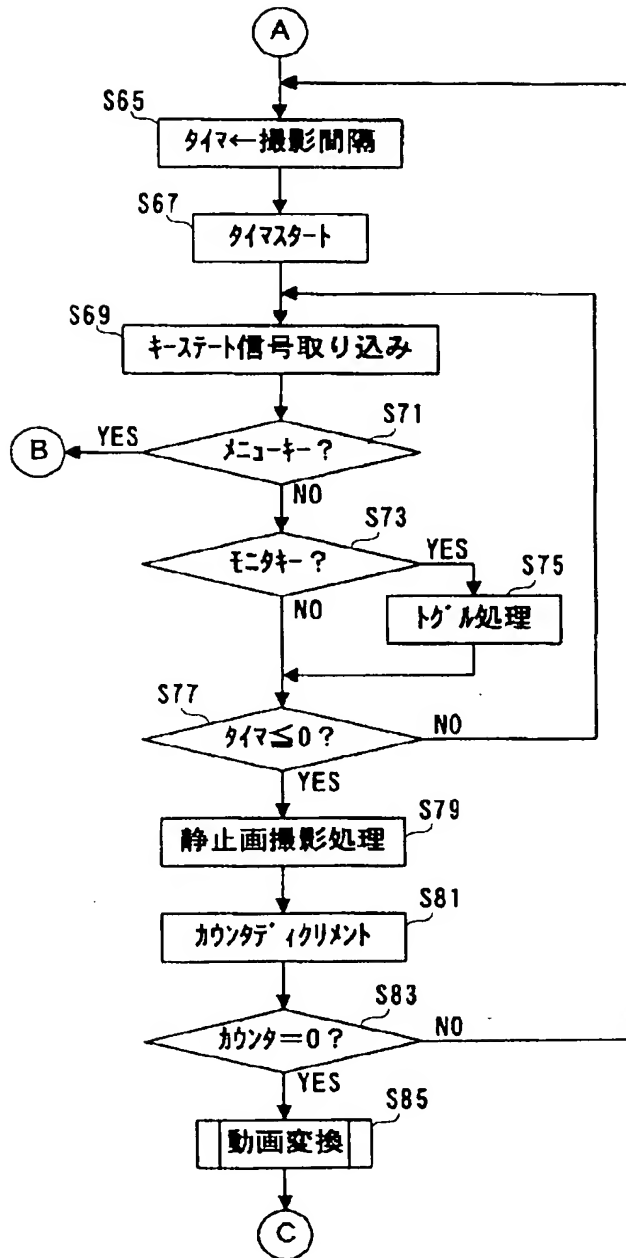 A
S65
タイマ←撮影間隔
S67
タイマスタート
S69
キーステート信号取り込み
S71
メニューキー?
YES
B
NO
S73
モニタキー?
YES
S75
トグル処理
NO
S77
タイマ≦0?
NO
YES
S79
静止画撮影処理
S81
カウンタディクリメント
S83
カウンタ=0?
NO
YES
S85
動画変換
C